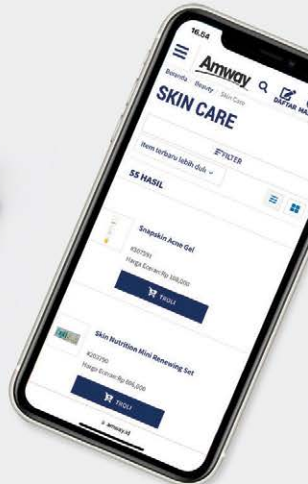 16.54
Amway
DAFTAR
Beranda Beauty Skin Care
SKIN CARE
FILTER
Item terbaru lebih dulu
55 HASIL
Snapskin Acne Gel
Harga Eceran Rp
TROLI
Skin Nutrition Mini Renewing Set
Harga Eceran Rp
TROLI
amway.id